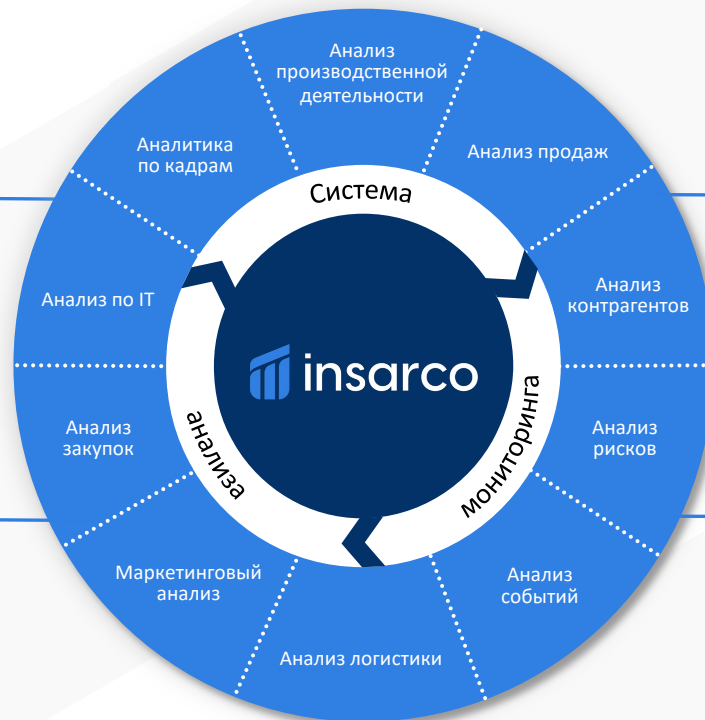 Анализ
производственной
деятельности
Анализ продаж
Анализ
контрагентов
Анализ
рисков
Анализ
событий
Анализ логистики
Маркетинговый
анализ
Анализ
закупок
Анализ по IT
Аналитика
по кадрам
Система
мониторинга
анализа
insarco